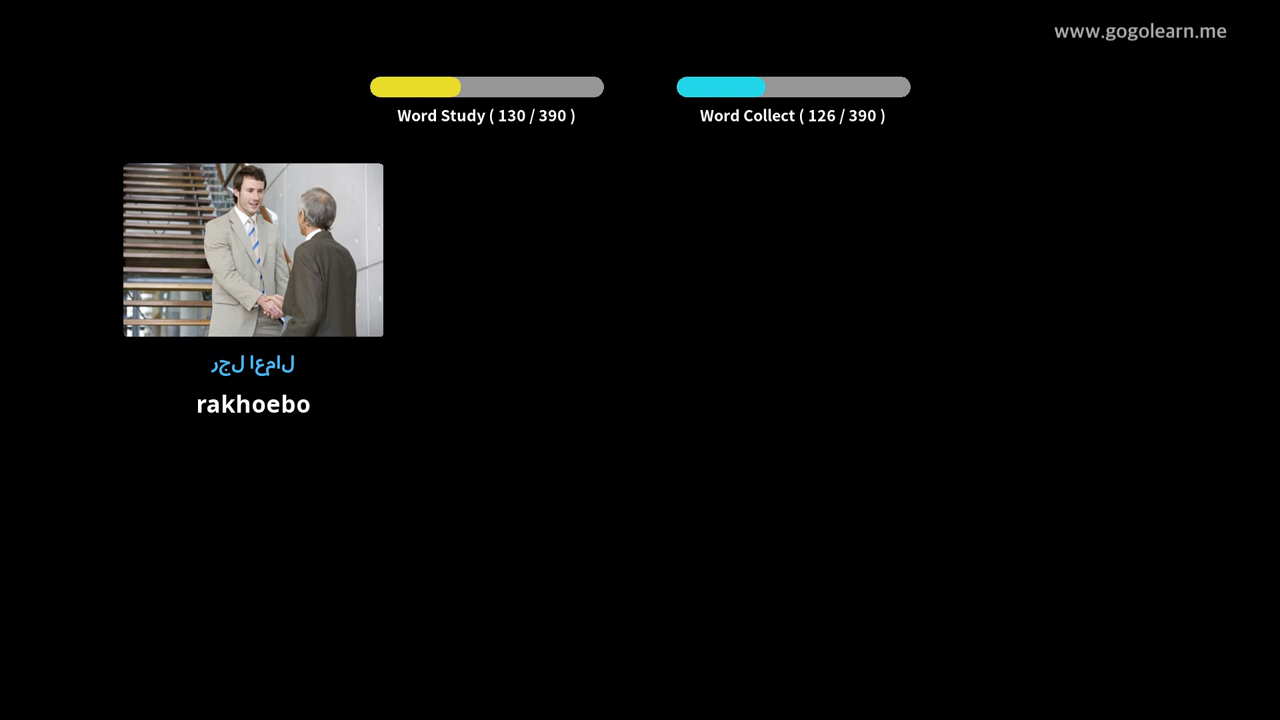 www.gogolearn.me
Word Study ( 130 / 390 )
Word Collect ( 126 / 390 )
رجل اعمال
rakhoebo